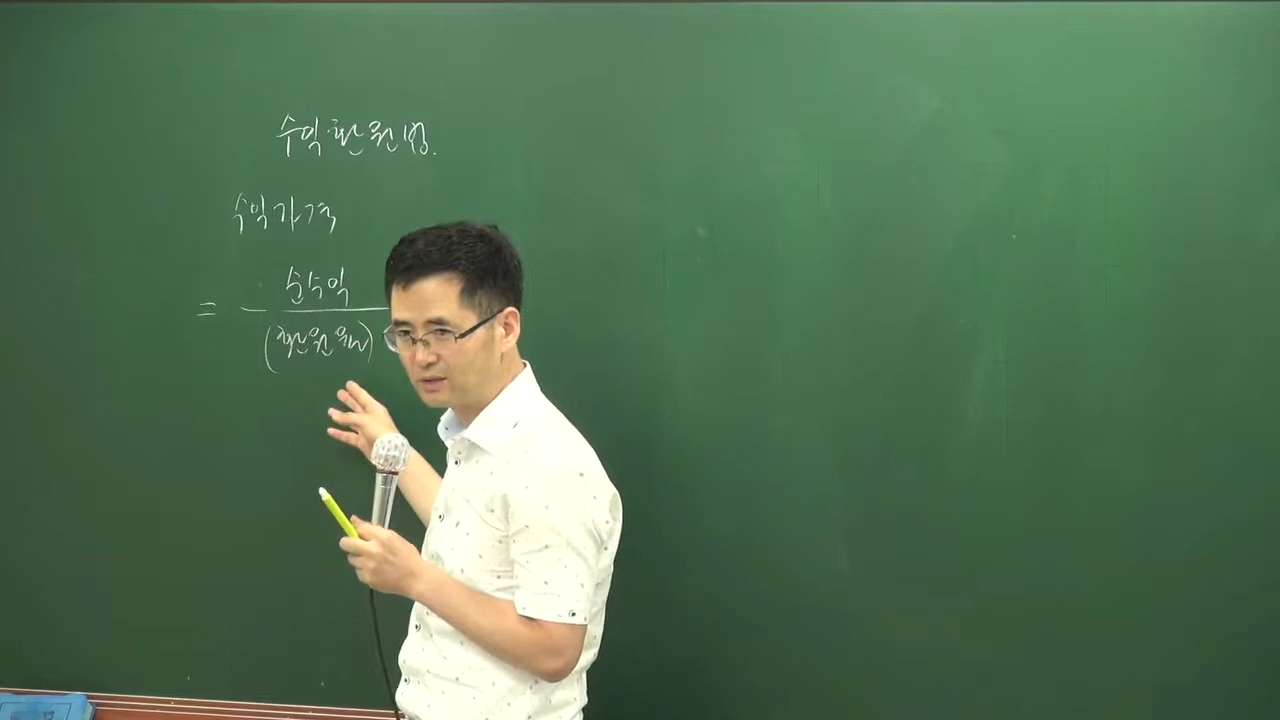 수익환원법.
수익가격
순수익
=
(환원율)